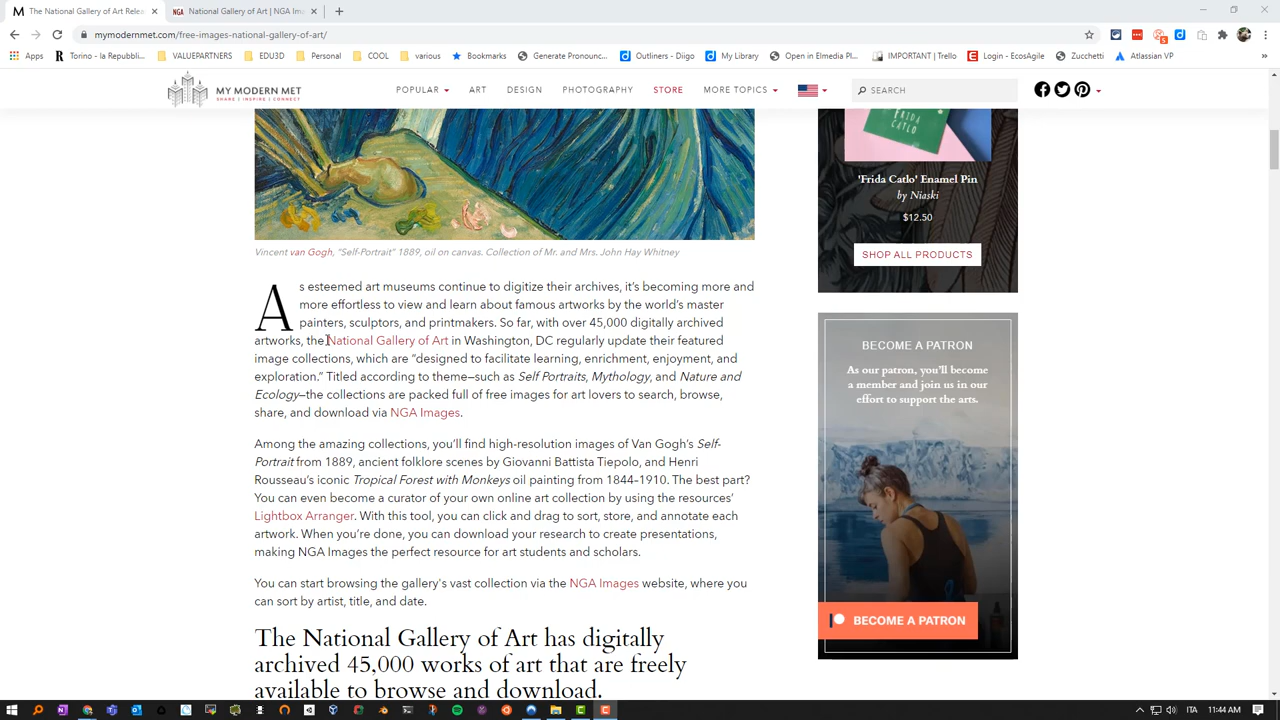 The National Gallery of Art Relea
National Gallery of Art | NGA Im
mymodernmet.com/free-images-national-gallery-of-art/
Apps
Torino - la Repubbli...
VALUEPARTNERS
EDU3D
Personal
COOL
various
Bookmarks
Generate Pronounc...
Outliners - Diigo
My Library
Open in Elmedia Pl...
IMPORTANT | Trello
Login - EcosAgile
Zucchetti
Atlassian VP
MY MODERN MET
SHARE | INSPIRE | CONNECT
POPULAR
ART
DESIGN
PHOTOGRAPHY
STORE
MORE TOPICS
SEARCH
FRIDA
CATLO
'Frida Catlo' Enamel Pin
by Niaski
$12.50
SHOP ALL PRODUCTS
Vincent van Gogh, “Self-Portrait” 1889, oil on canvas. Collection of Mr. and Mrs. John Hay Whitney
As esteemed art museums continue to digitize their archives, it’s becoming more and
more effortless to view and learn about famous artworks by the world’s master
painters, sculptors, and printmakers. So far, with over 45,000 digitally archived
artworks, the National Gallery of Art in Washington, DC regularly update their featured
image collections, which are “designed to facilitate learning, enrichment, enjoyment, and
exploration.” Titled according to theme—such as Self Portraits, Mythology, and Nature and
Ecology—the collections are packed full of free images for art lovers to search, browse,
share, and download via NGA Images.
Among the amazing collections, you’ll find high-resolution images of Van Gogh’s Self-
Portrait from 1889, ancient folklore scenes by Giovanni Battista Tiepolo, and Henri
Rousseau’s iconic Tropical Forest with Monkeys oil painting from 1844–1910. The best part?
You can even become a curator of your own online art collection by using the resources’
Lightbox Arranger. With this tool, you can click and drag to sort, store, and annotate each
artwork. When you’re done, you can download your research to create presentations,
making NGA Images the perfect resource for art students and scholars.
You can start browsing the gallery's vast collection via the NGA Images website, where you
can sort by artist, title, and date.
The National Gallery of Art has digitally
archived 45,000 works of art that are freely
available to browse and download.
BECOME A PATRON
As our patron, you’ll become
a member and join us in our
effort to support the arts.
BECOME A PATRON
ITA
11:44 AM